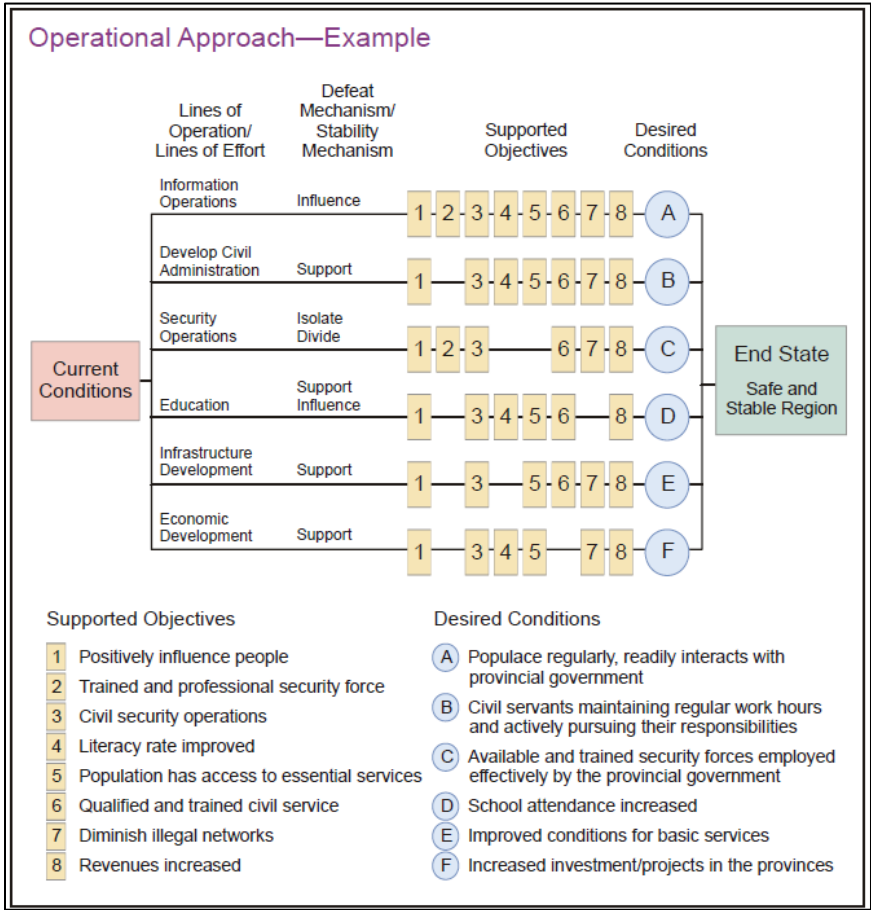 Operational Approach—Example
Lines of
Operation/
Lines of Effort
Defeat
Mechanism/
Stability
Mechanism
Supported
Objectives
Desired
Conditions
Information
Operations
Influence
1 2 3 4 5 6 7 8 A
Develop Civil
Administration
Support
1 3 4 5 6 7 8 B
Security
Operations
Isolate
Divide
1 2 3 6 7 8 C
Current
Conditions
End State
Safe and
Stable Region
Education
Support
Influence
1 3 4 5 6 8 D
Infrastructure
Development
Support
1 3 5 6 7 8 E
Economic
Development
Support
1 3 4 5 7 8 F
Supported Objectives
1 Positively influence people
2 Trained and professional security force
3 Civil security operations
4 Literacy rate improved
5 Population has access to essential services
6 Qualified and trained civil service
7 Diminish illegal networks
8 Revenues increased
Desired Conditions
A Populace regularly, readily interacts with
provincial government
B Civil servants maintaining regular work hours
and actively pursuing their responsibilities
C Available and trained security forces employed
effectively by the provincial government
D School attendance increased
E Improved conditions for basic services
F Increased investment/projects in the provinces